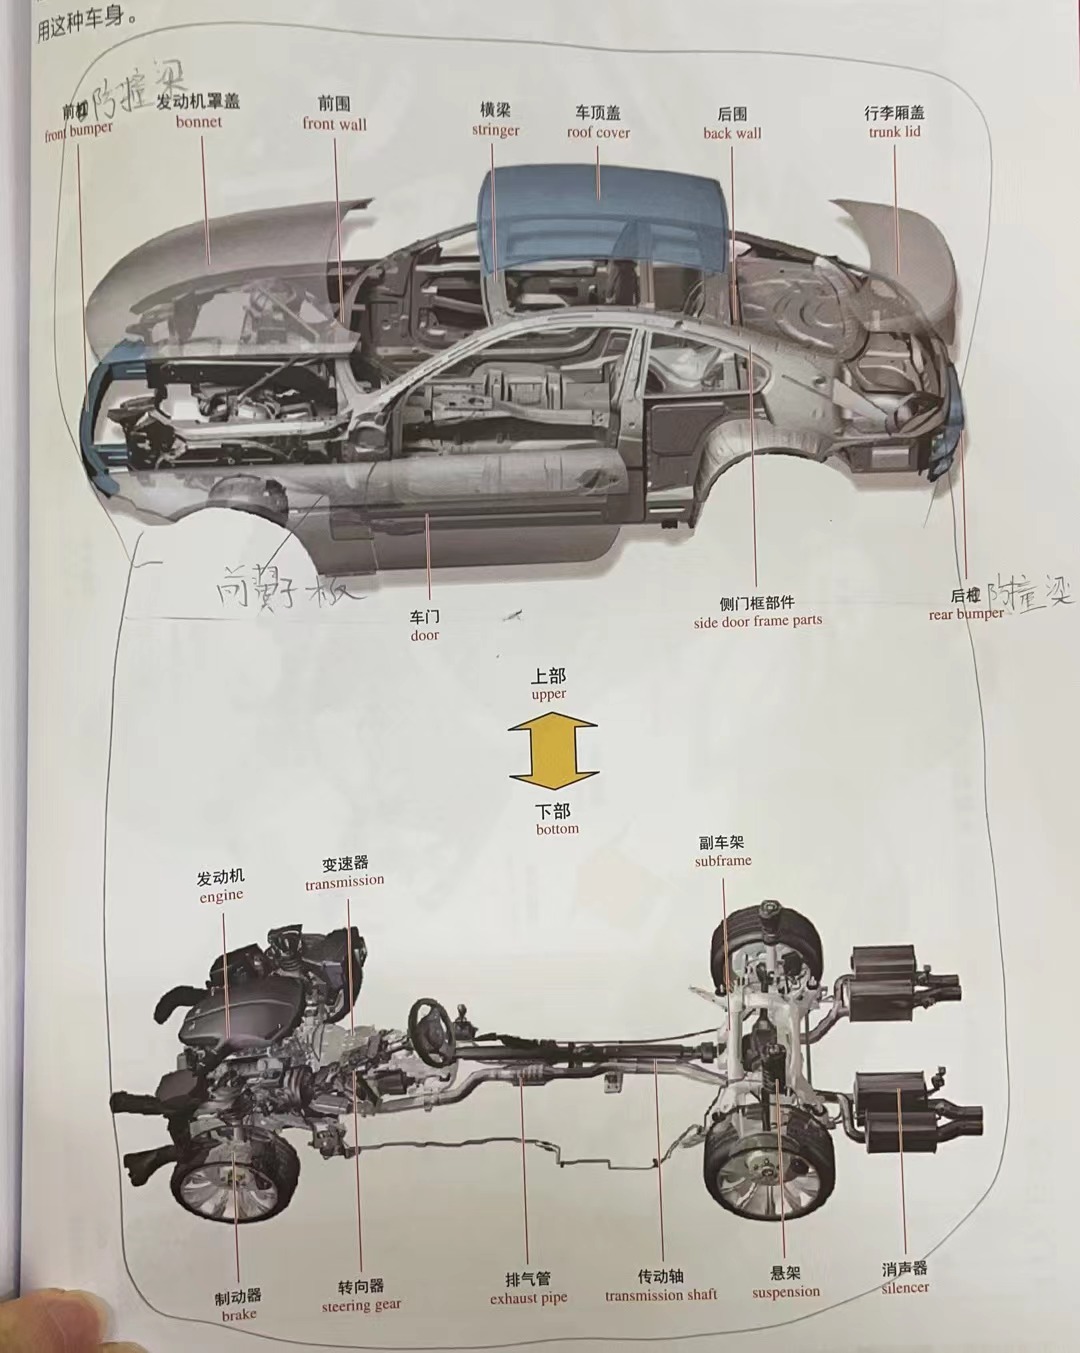 用这种车身。
前 防撞梁
front bumper
发动机罩盖
bonnet
前围
front wall
横梁
stringer
车顶盖
roof cover
后围
back wall
行李厢盖
trunk lid
前翼子板
车门
door
侧门框部件
side door frame parts
后 防撞梁
rear bumper
上部
upper
下部
bottom
发动机
engine
变速器
transmission
副车架
subframe
制动器
brake
转向器
steering gear
排气管
exhaust pipe
传动轴
transmission shaft
悬架
suspension
消声器
silencer